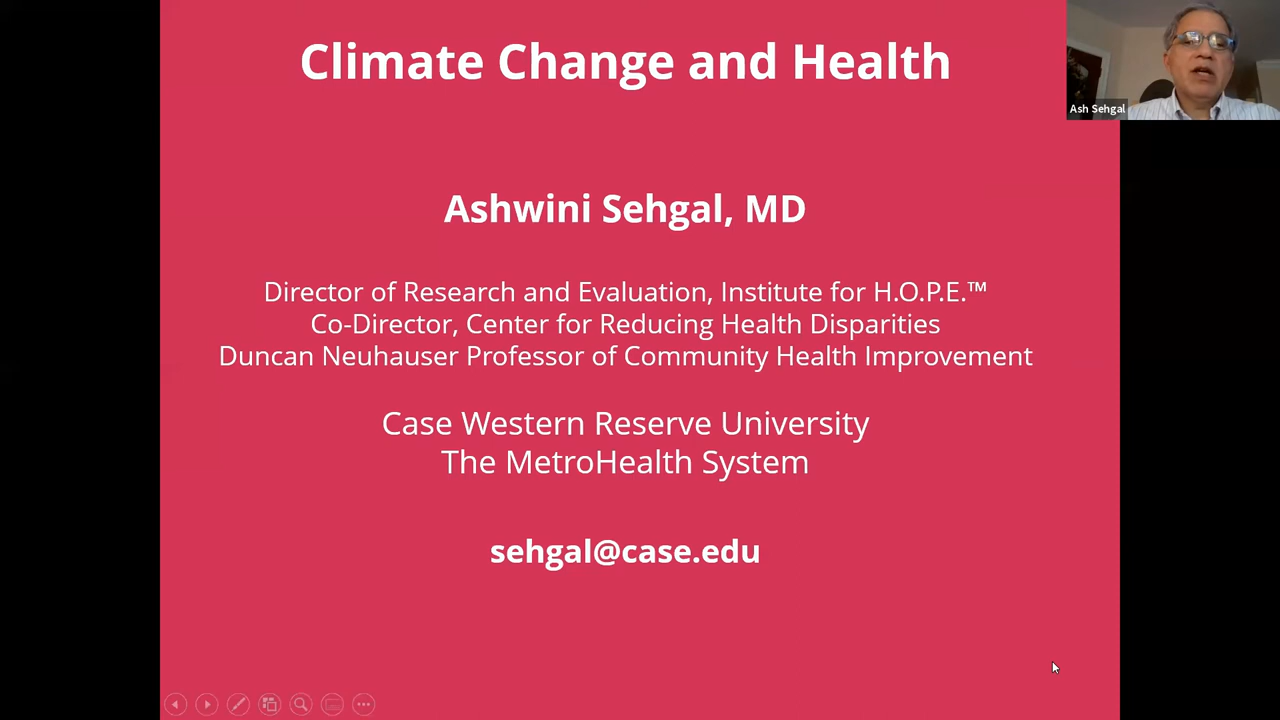 Climate Change and Health
Ash Sehgal
Ashwini Sehgal, MD
Director of Research and Evaluation, Institute for H.O.P.E.™
Co-Director, Center for Reducing Health Disparities
Duncan Neuhauser Professor of Community Health Improvement
Case Western Reserve University
The MetroHealth System
sehgal@case.edu